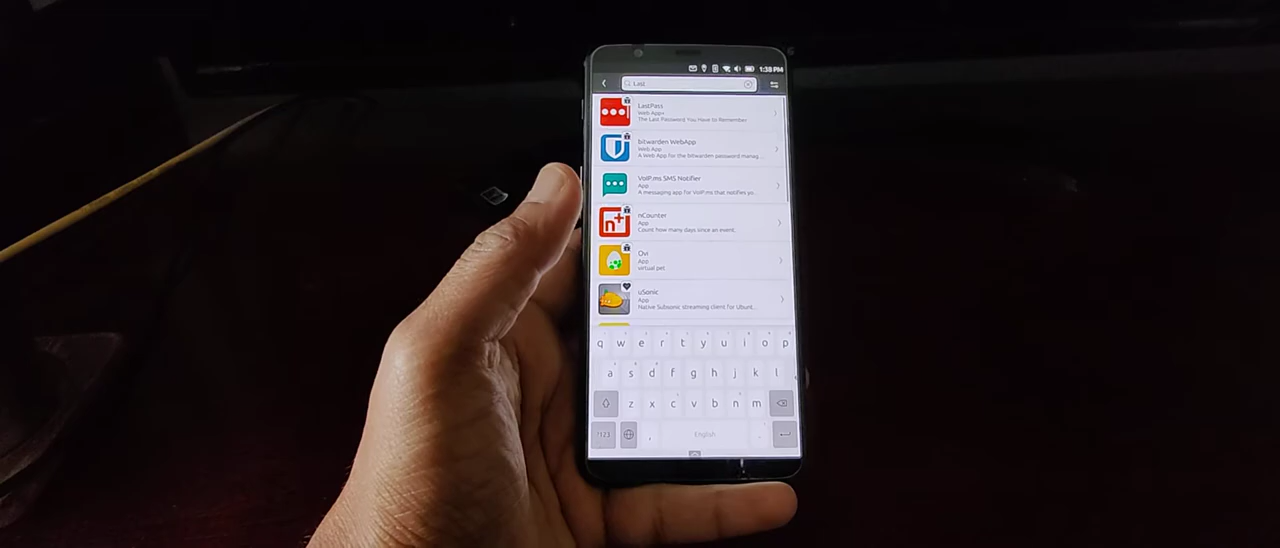 1:38 PM
Last
LastPass
Web App+
The Last Password You Have to Remember
bitwarden WebApp
Web App
A Web App for the bitwarden password manag...
VoIP.ms SMS Notifier
App
A messaging app for VoIP.ms that notifies yo...
n+
nCounter
App
Count how many days since an event.
Ovi
App
virtual pet
uSonic
App
Native Subsonic streaming client for Ubunt...
q w e r t y u i o p
a s d f g h j k l
z x c v b n m
?123 , English .